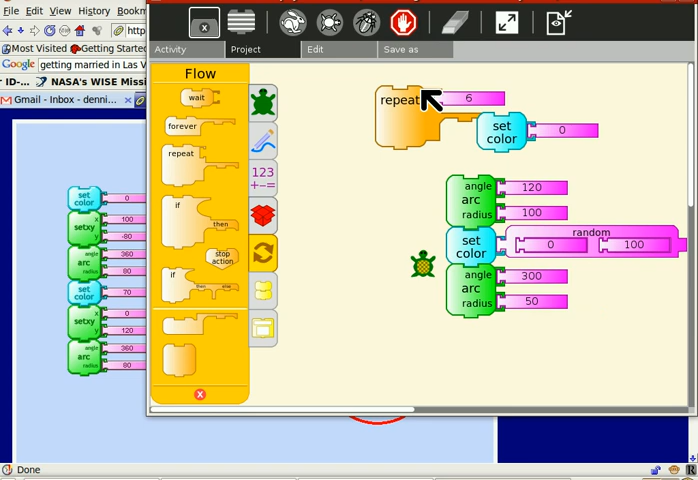 File Edit View History Bookm
http
Most Visited Getting Started
Google getting married in Las V
ID-... NASA's WISE Missi
Gmail - Inbox - denni...
Activity Project Edit Save as
Flow
wait
forever
repeat
if
then
stop action
if
then else
123
+−=
repeat 6
set color 0
angle 120
arc
radius 100
set color random 0 100
angle 300
arc
radius 50
set color 0
setxy x 100
y -80
arc angle 360
radius 80
set color 70
setxy x 0
y 120
arc angle 360
radius 80
Done